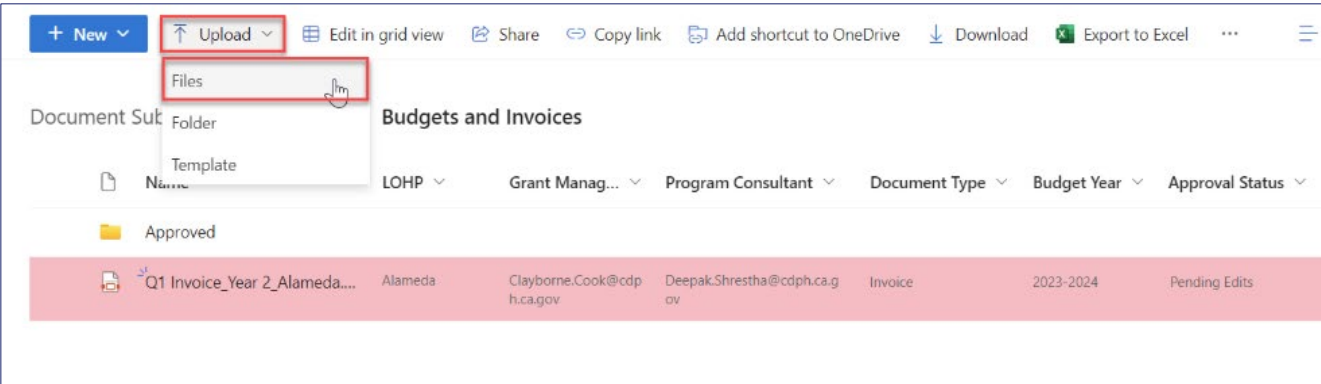 + New Upload Edit in grid view Share Copy link Add shortcut to OneDrive Download Export to Excel ...
Files
Folder
Template
Document Sub Budgets and Invoices
Name LOHP Grant Manag... Program Consultant Document Type Budget Year Approval Status
Approved
Q1 Invoice_Year 2_Alameda.... Alameda Clayborne.Cook@cdp Deepak.Shrestha@cdph.ca.g Invoice 2023-2024 Pending Edits
h.ca.gov ov